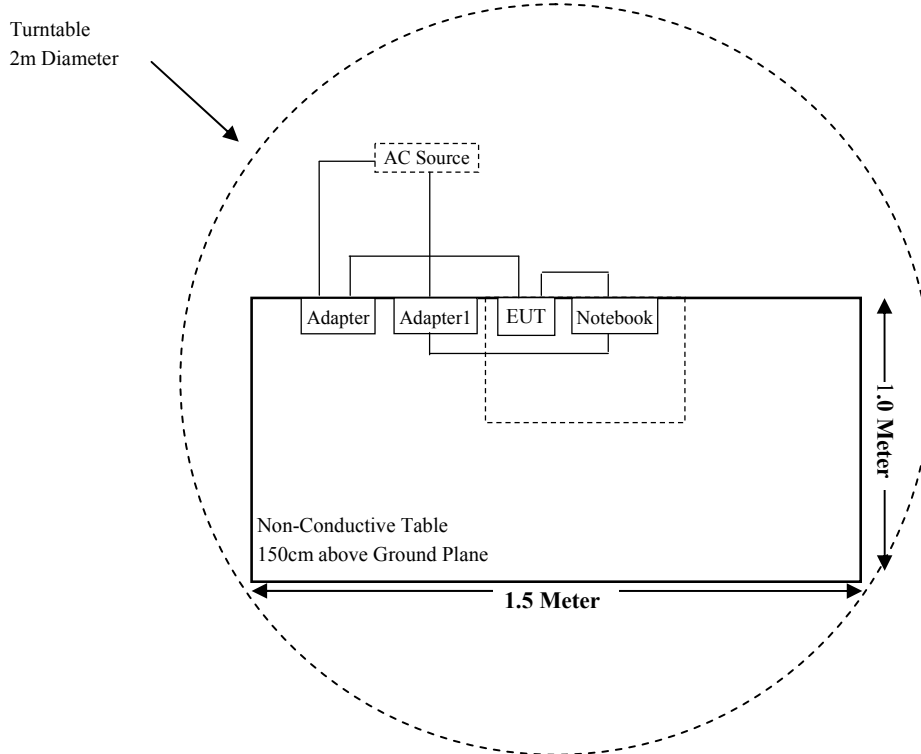 Turntable
2m Diameter
AC Source
Adapter
Adapter1
EUT
Notebook
1.0 Meter
Non-Conductive Table
150cm above Ground Plane
1.5 Meter